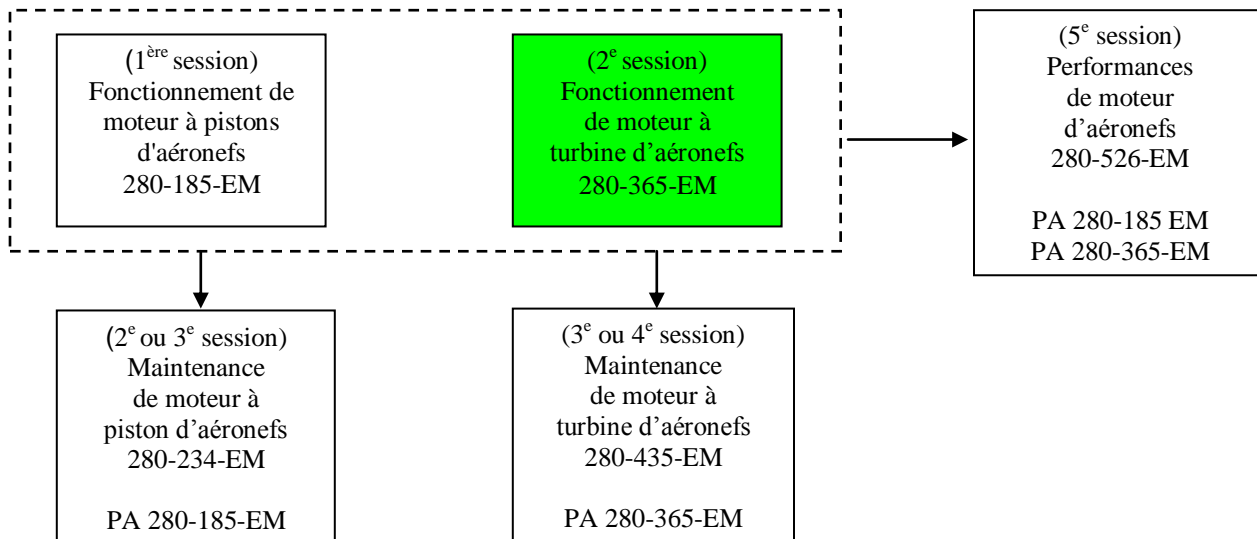 (1ère session)
Fonctionnement de
moteur à pistons
d'aéronefs
280-185-EM
(2e session)
Fonctionnement
de moteur à
turbine d’aéronefs
280-365-EM
(5e session)
Performances
de moteur
d’aéronefs
280-526-EM
PA 280-185 EM
PA 280-365-EM
(2e ou 3e session)
Maintenance
de moteur à
piston d’aéronefs
280-234-EM
PA 280-185-EM
(3e ou 4e session)
Maintenance
de moteur à
turbine d’aéronefs
280-435-EM
PA 280-365-EM